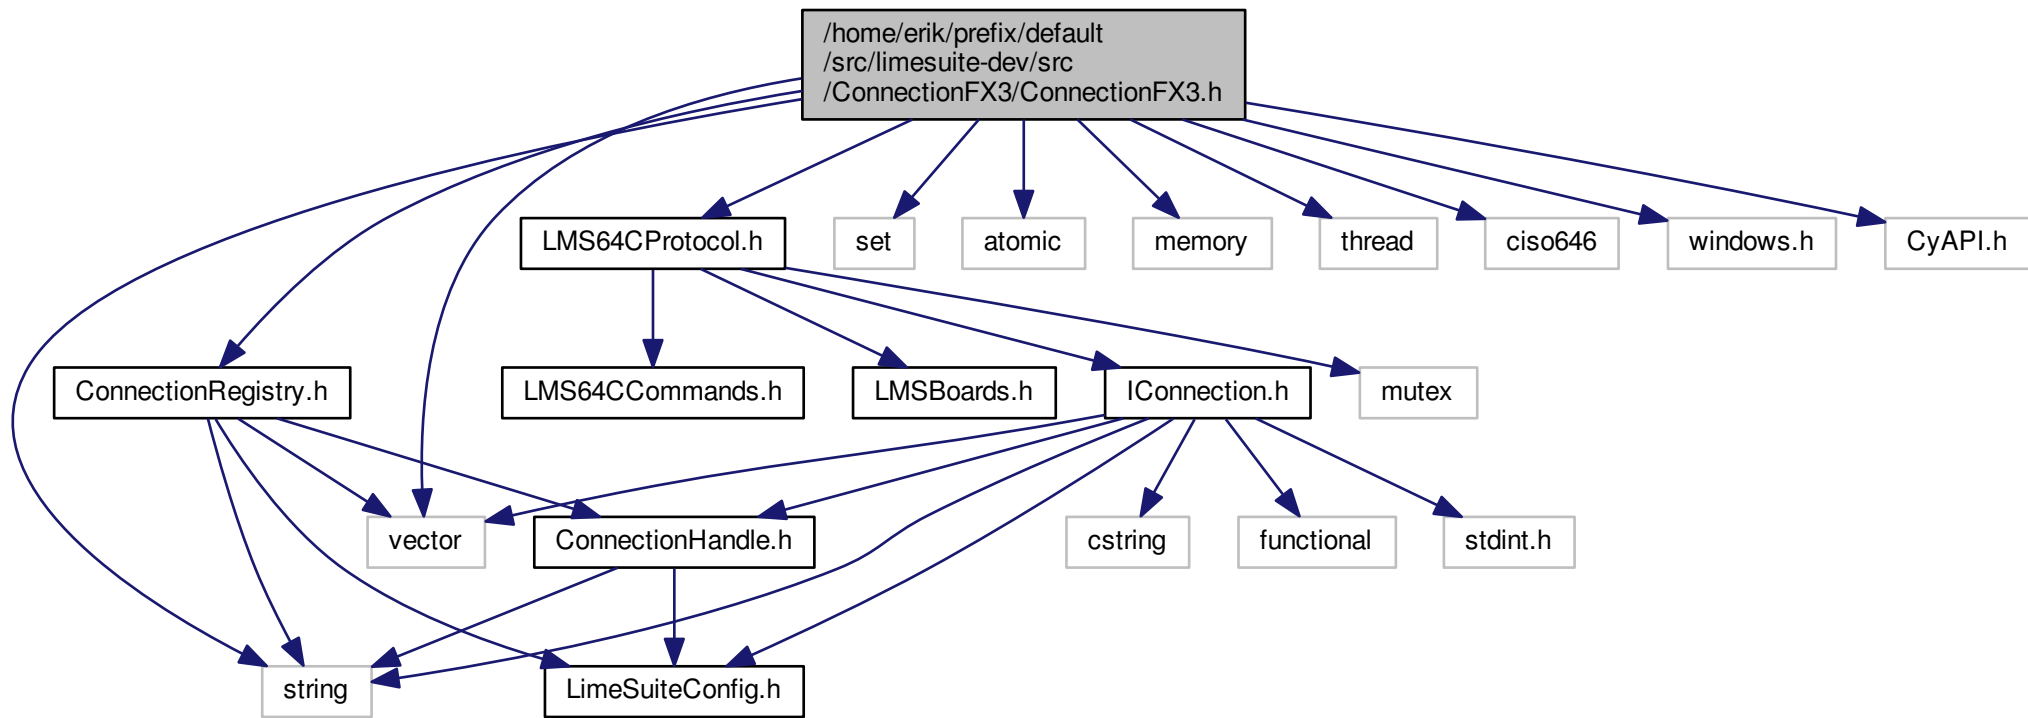 /home/erik/prefix/default
/src/limesuite-dev/src
/ConnectionFX3/ConnectionFX3.h
LMS64CProtocol.h
set
atomic
memory
thread
ciso646
windows.h
CyAPI.h
ConnectionRegistry.h
LMS64CCommands.h
LMSBoards.h
IConnection.h
mutex
vector
ConnectionHandle.h
cstring
functional
stdint.h
string
LimeSuiteConfig.h